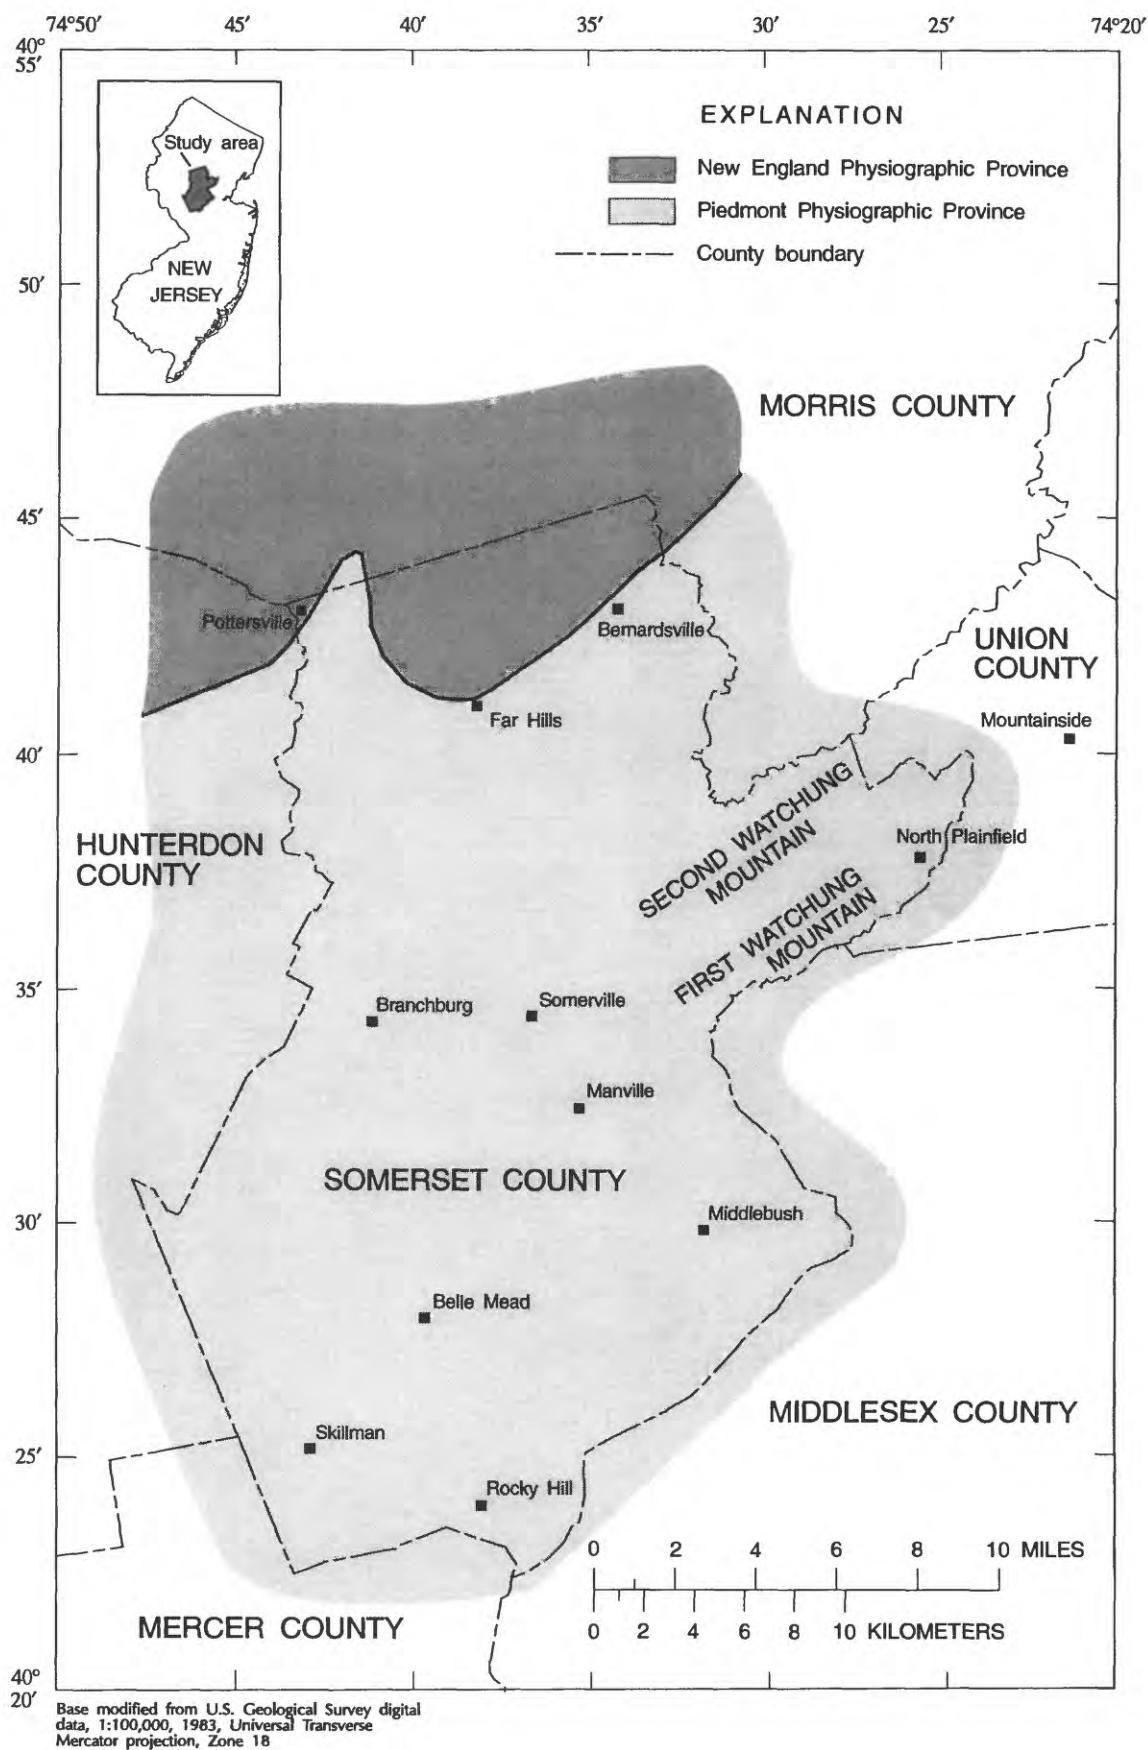 74°50′ 45′ 40′ 35′ 30′ 25′ 74°20′
40°
55′
EXPLANATION
Study area
New England Physiographic Province
Piedmont Physiographic Province
County boundary
NEW
JERSEY
50′
MORRIS COUNTY
45′
Pottersville
Bernardsville
UNION
COUNTY
Far Hills
Mountainside
40′
SECOND WATCHUNG
MOUNTAIN
North Plainfield
HUNTERDON
COUNTY
FIRST WATCHUNG
MOUNTAIN
35′
Branchburg
Somerville
Manville
SOMERSET COUNTY
30′
Middlebush
Belle Mead
MIDDLESEX COUNTY
Skillman
25′
Rocky Hill
0 2 4 6 8 10 MILES
0 2 4 6 8 10 KILOMETERS
MERCER COUNTY
40°
20′
Base modified from U.S. Geological Survey digital
data, 1:100,000, 1983, Universal Transverse
Mercator projection, Zone 18